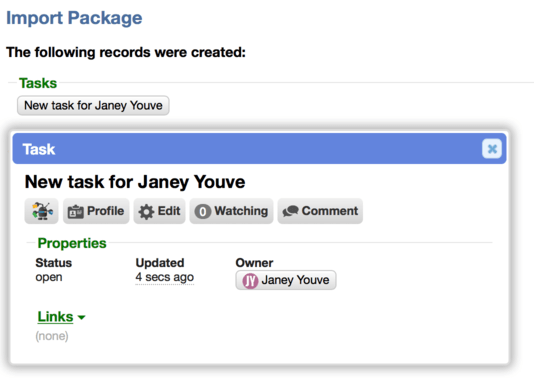 Import Package
The following records were created:
Tasks
New task for Janey Youve
Task
New task for Janey Youve
Profile Edit 0 Watching Comment
Properties
Status Updated Owner
open 4 secs ago JY Janey Youve
Links
(none)